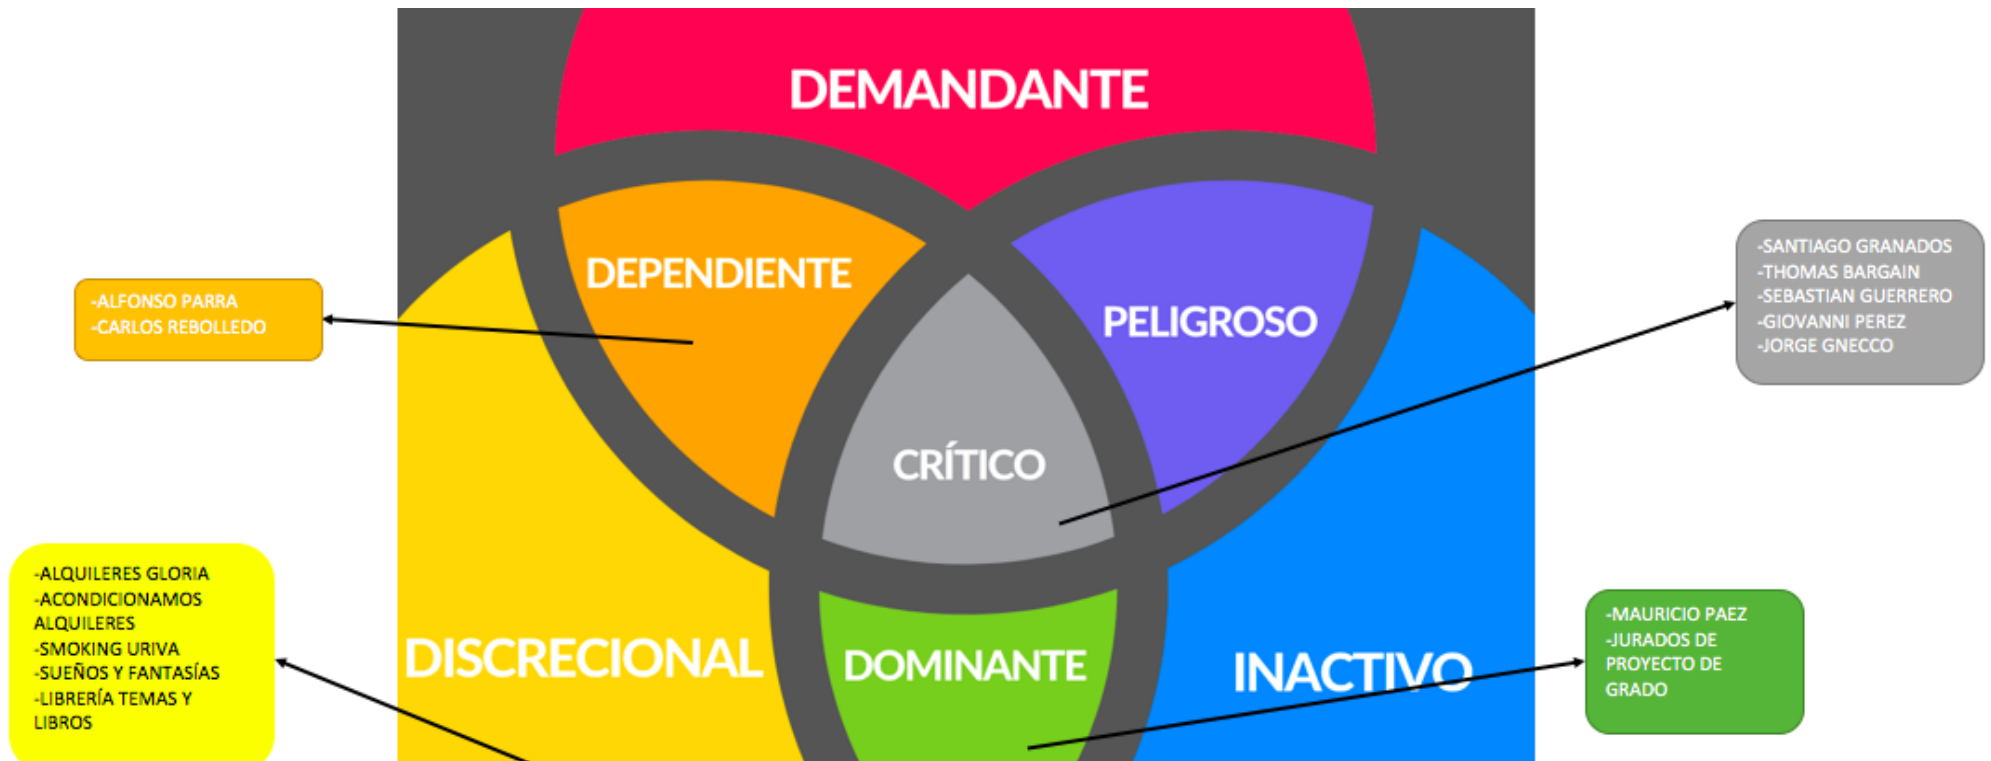 DEMANDANTE
DEPENDIENTE
PELIGROSO
CRÍTICO
DISCRECIONAL
DOMINANTE
INACTIVO
-ALFONSO PARRA
-CARLOS REBOLLEDO
-SANTIAGO GRANADOS
-THOMAS BARGAIN
-SEBASTIAN GUERRERO
-GIOVANNI PEREZ
-JORGE GNECCO
-ALQUILERES GLORIA
-ACONDICIONAMOS
ALQUILERES
-SMOKING URIVA
-SUEÑOS Y FANTASÍAS
-LIBRERÍA TEMAS Y
LIBROS
-MAURICIO PAEZ
-JURADOS DE
PROYECTO DE
GRADO